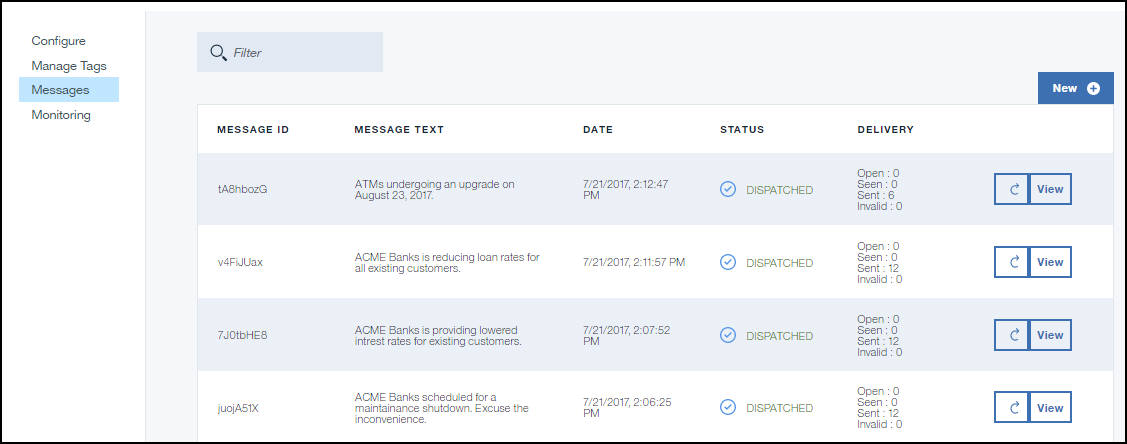 Configure
Manage Tags
Messages
Monitoring
Filter
New
MESSAGE ID MESSAGE TEXT DATE STATUS DELIVERY
tA8hbozG
ATMs undergoing an upgrade on
August 23, 2017.
7/21/2017, 2:12:47
PM
DISPATCHED
Open : 0
Seen : 0
Sent : 6
Invalid : 0
View
v4FiJUax
ACME Banks is reducing loan rates for
all existing customers.
7/21/2017, 2:11:57 PM
DISPATCHED
Open : 0
Seen : 0
Sent : 12
Invalid : 0
View
7J0tbHE8
ACME Banks is providing lowered
intrest rates for existing customers.
7/21/2017, 2:07:52
PM
DISPATCHED
Open : 0
Seen : 0
Sent : 12
Invalid : 0
View
juojA51X
ACME Banks scheduled for a
maintainance shutdown. Excuse the
inconvenience.
7/21/2017, 2:06:25
PM
DISPATCHED
Open : 0
Seen : 0
Sent : 12
Invalid : 0
View